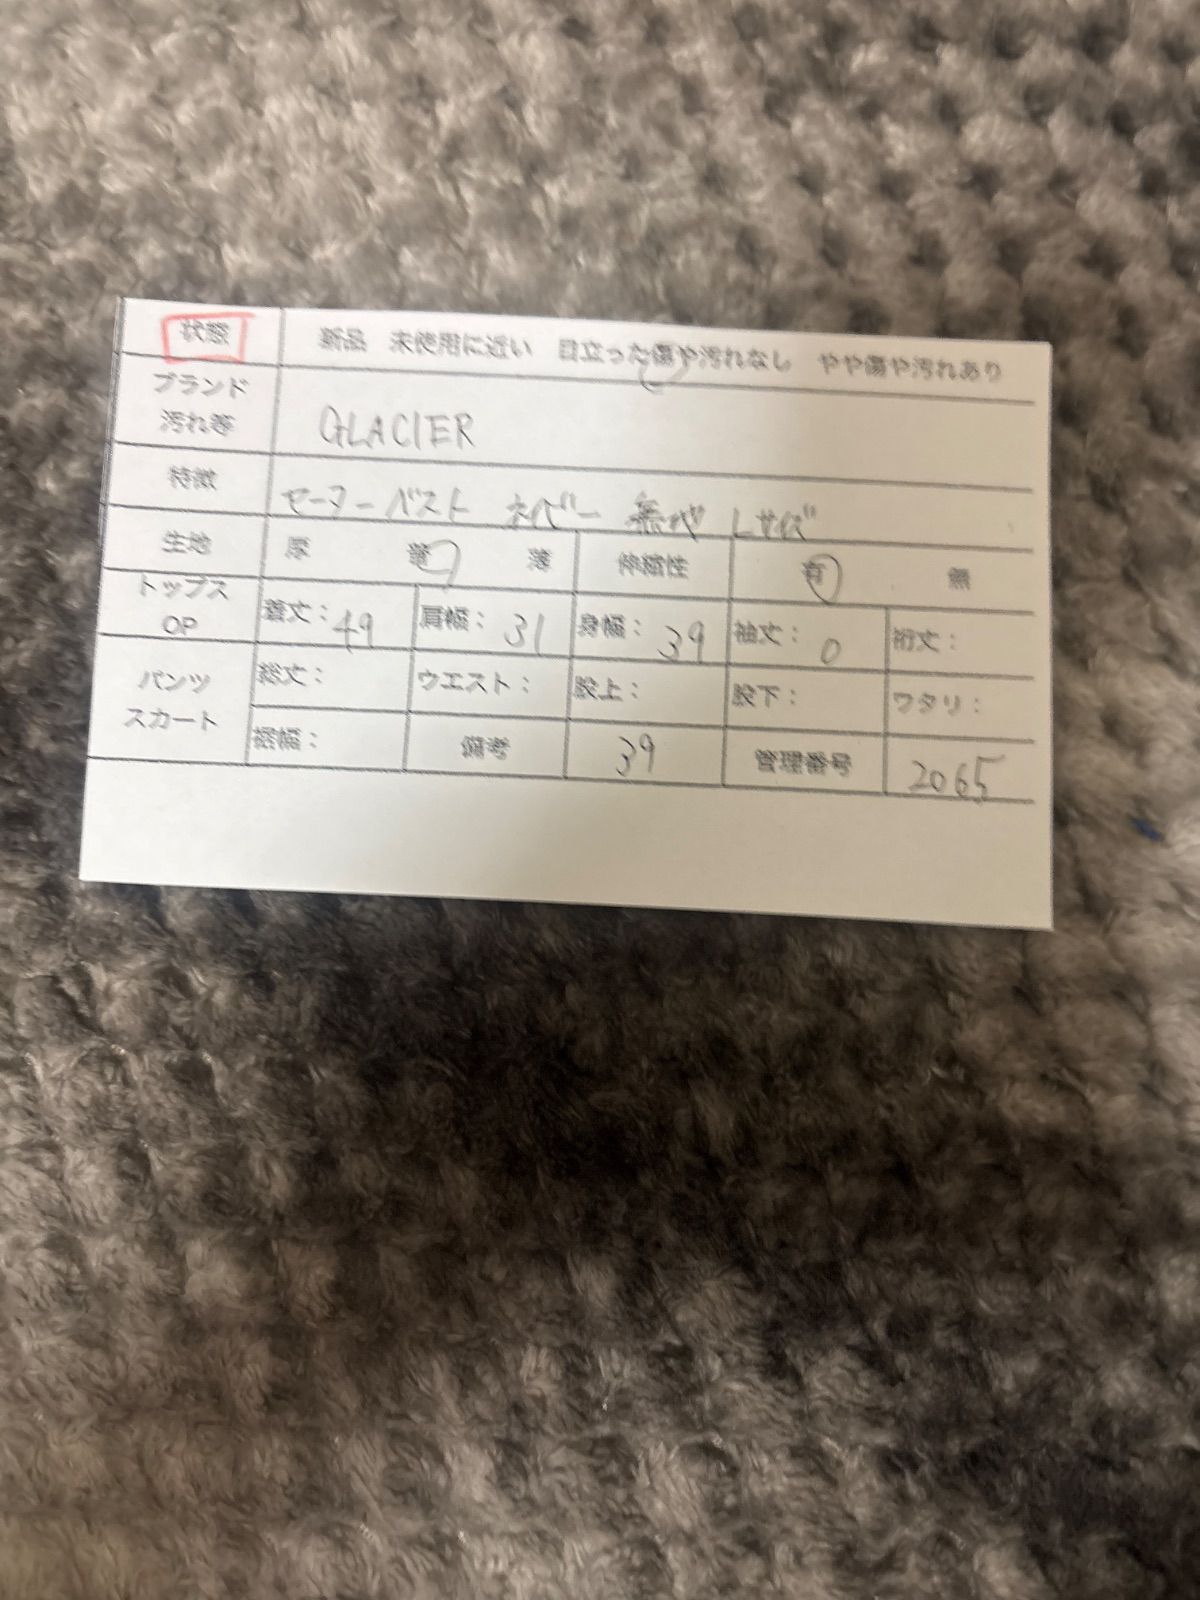 状態 新品 未使用に近い 目立った傷や汚れなし やや傷や汚れあり
ブランド
汚れ等 GLACIER
特徴 セーター ベスト ネイビー 無地 Lサイズ
生地 厚 普 薄 伸縮性 有 無
トップス
OP 着丈:49 肩幅:31 身幅:39 袖丈:0 裄丈:
パンツ
スカート 総丈: ウエスト: 股上: 股下: ワタリ:
裾幅: 備考 39 管理番号 2065